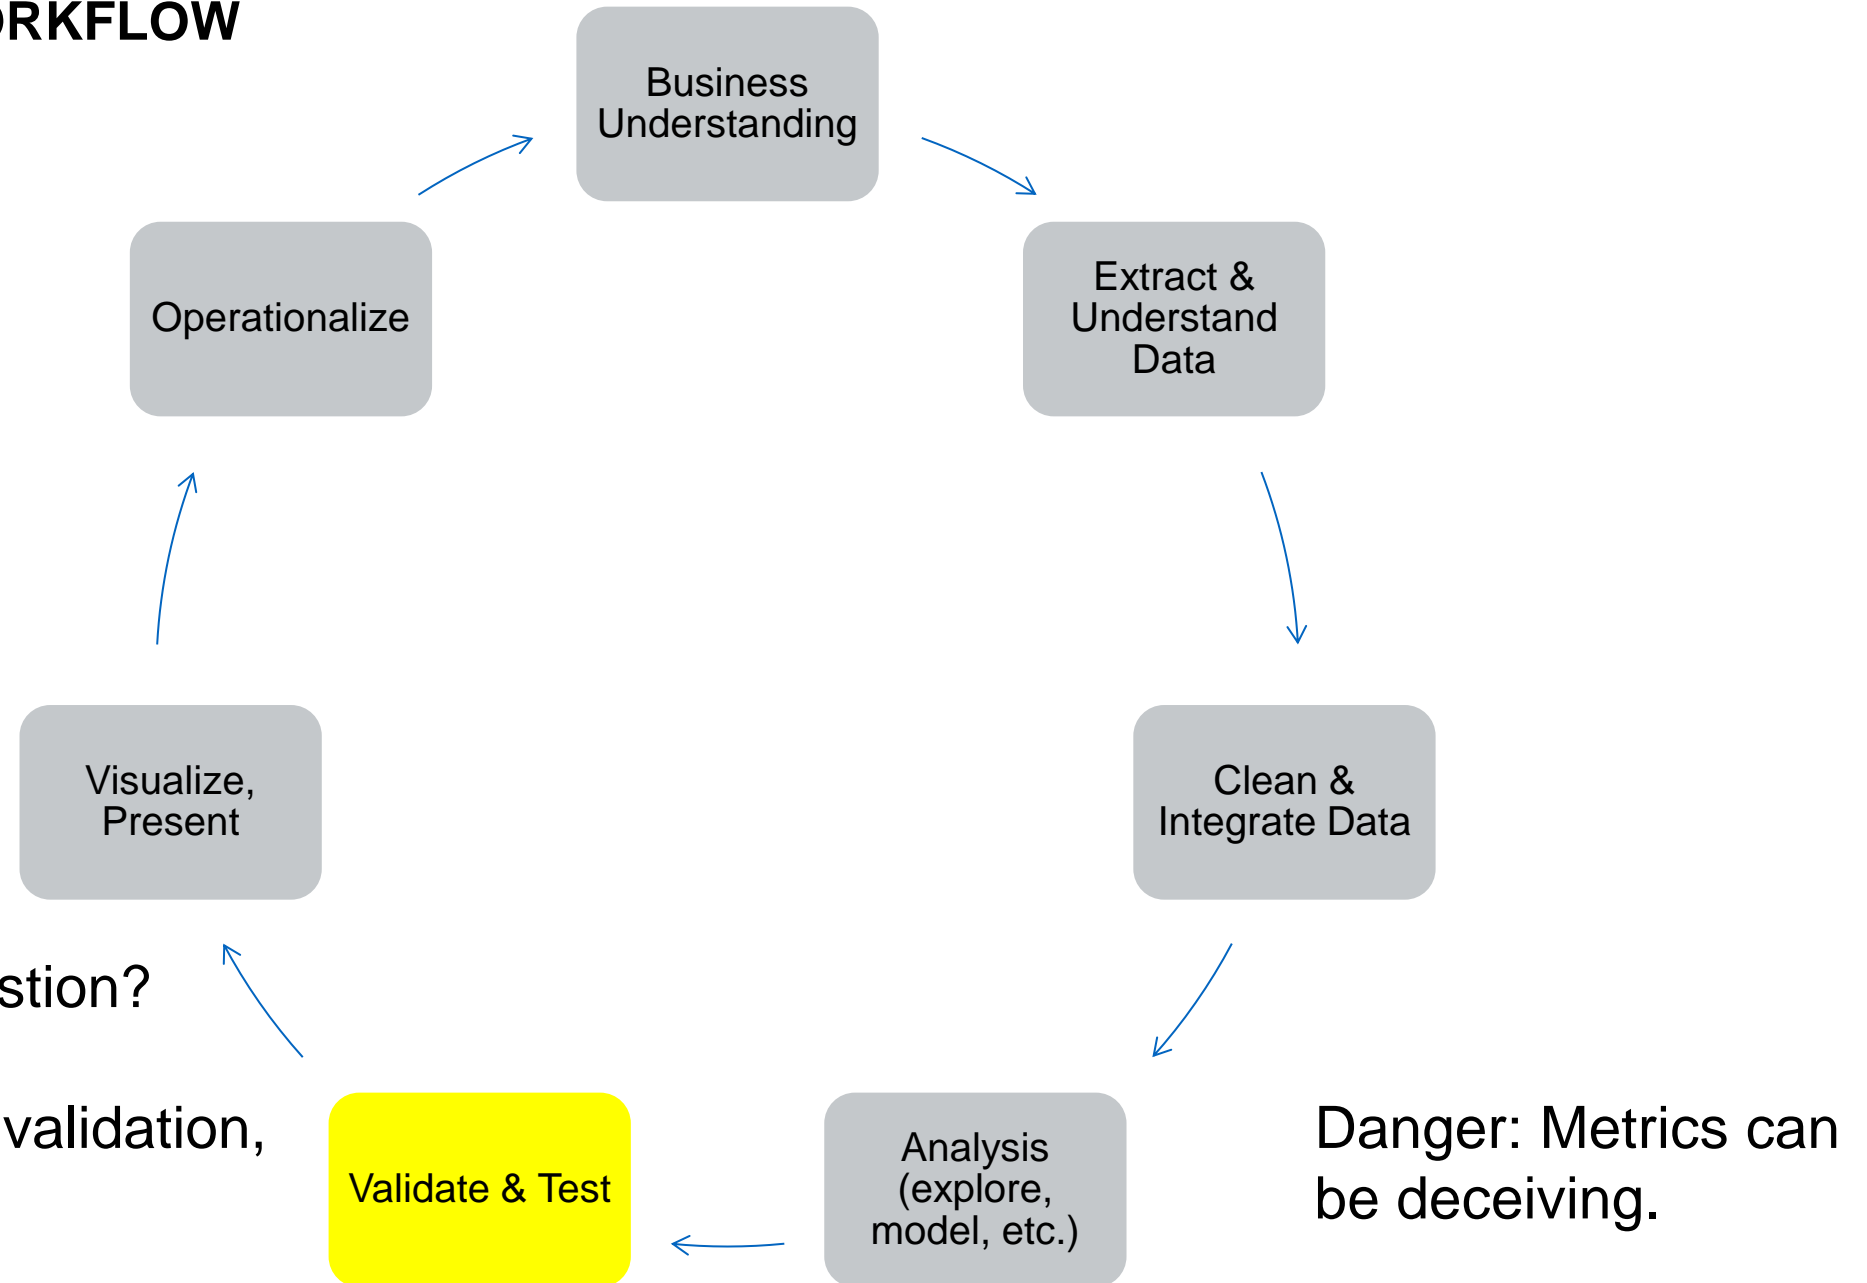 ORKFLOW
Business
Understanding
Extract &
Understand
Data
Clean &
Integrate Data
Analysis
(explore,
model, etc.)
Validate & Test
Visualize,
Present
Operationalize
stion?
validation,
Danger: Metrics can
be deceiving.